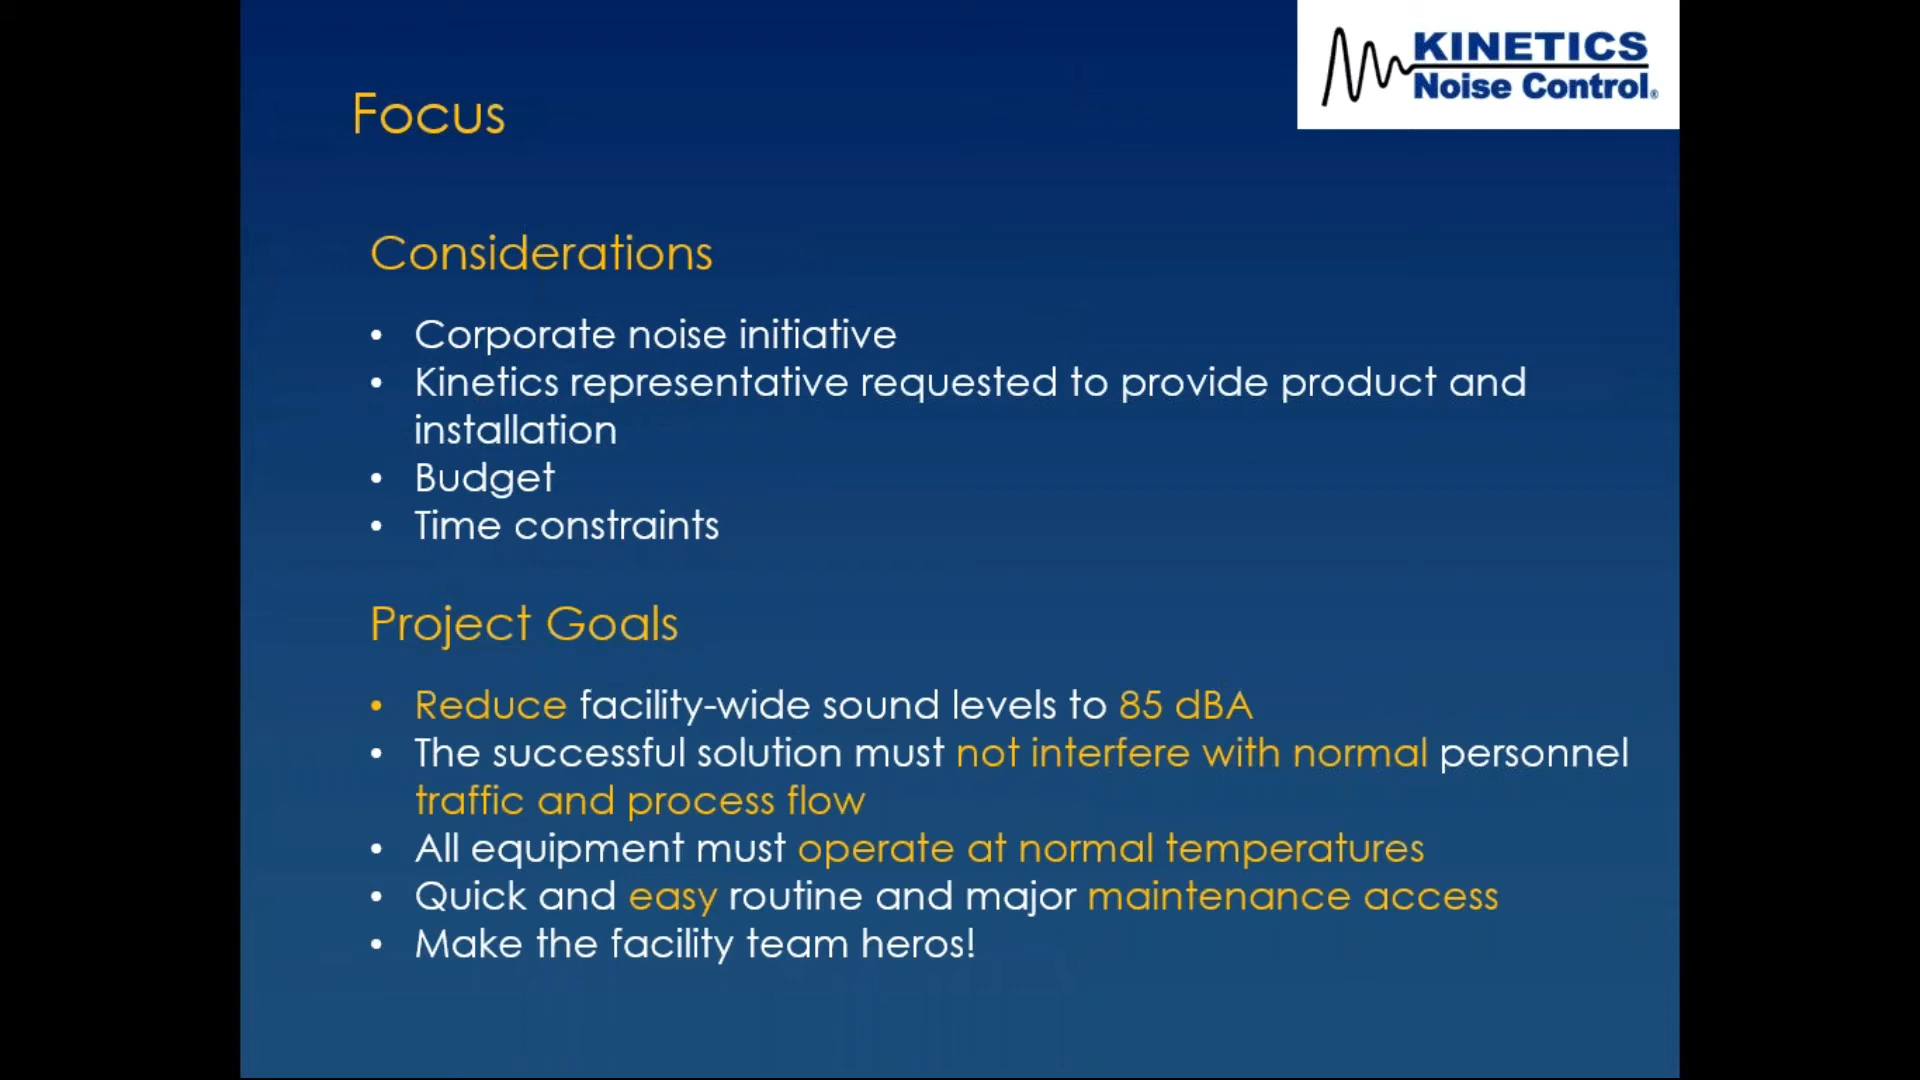 KINETICS
Noise Control®
Focus
Considerations
• Corporate noise initiative
• Kinetics representative requested to provide product and
installation
• Budget
• Time constraints
Project Goals
• Reduce facility-wide sound levels to 85 dBA
• The successful solution must not interfere with normal personnel
traffic and process flow
• All equipment must operate at normal temperatures
• Quick and easy routine and major maintenance access
• Make the facility team heros!